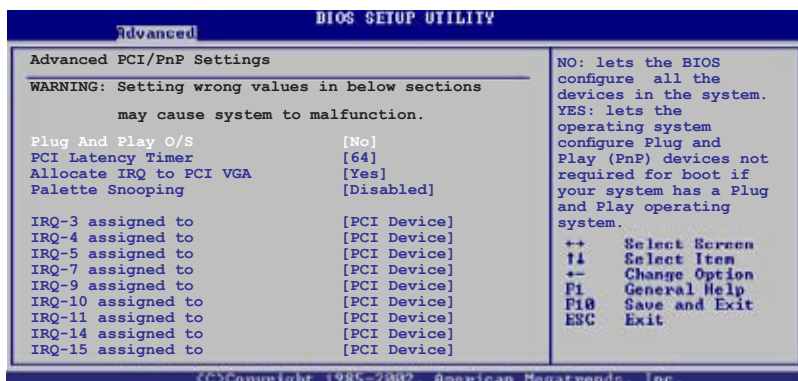 BIOS SETUP UTILITY
Advanced
Advanced PCI/PnP Settings
WARNING: Setting wrong values in below sections
may cause system to malfunction.
Plug And Play O/S [No]
PCI Latency Timer [64]
Allocate IRQ to PCI VGA [Yes]
Palette Snooping [Disabled]
IRQ-3 assigned to [PCI Device]
IRQ-4 assigned to [PCI Device]
IRQ-5 assigned to [PCI Device]
IRQ-7 assigned to [PCI Device]
IRQ-9 assigned to [PCI Device]
IRQ-10 assigned to [PCI Device]
IRQ-11 assigned to [PCI Device]
IRQ-14 assigned to [PCI Device]
IRQ-15 assigned to [PCI Device]
NO: lets the BIOS
configure all the
devices in the system.
YES: lets the
operating system
configure Plug and
Play (PnP) devices not
required for boot if
your system has a Plug
and Play operating
system.
↔ Select Screen
↑↓ Select Item
+- Change Option
F1 General Help
F10 Save and Exit
ESC Exit
(C)Copyright 1985-2002, American Megatrends, Inc